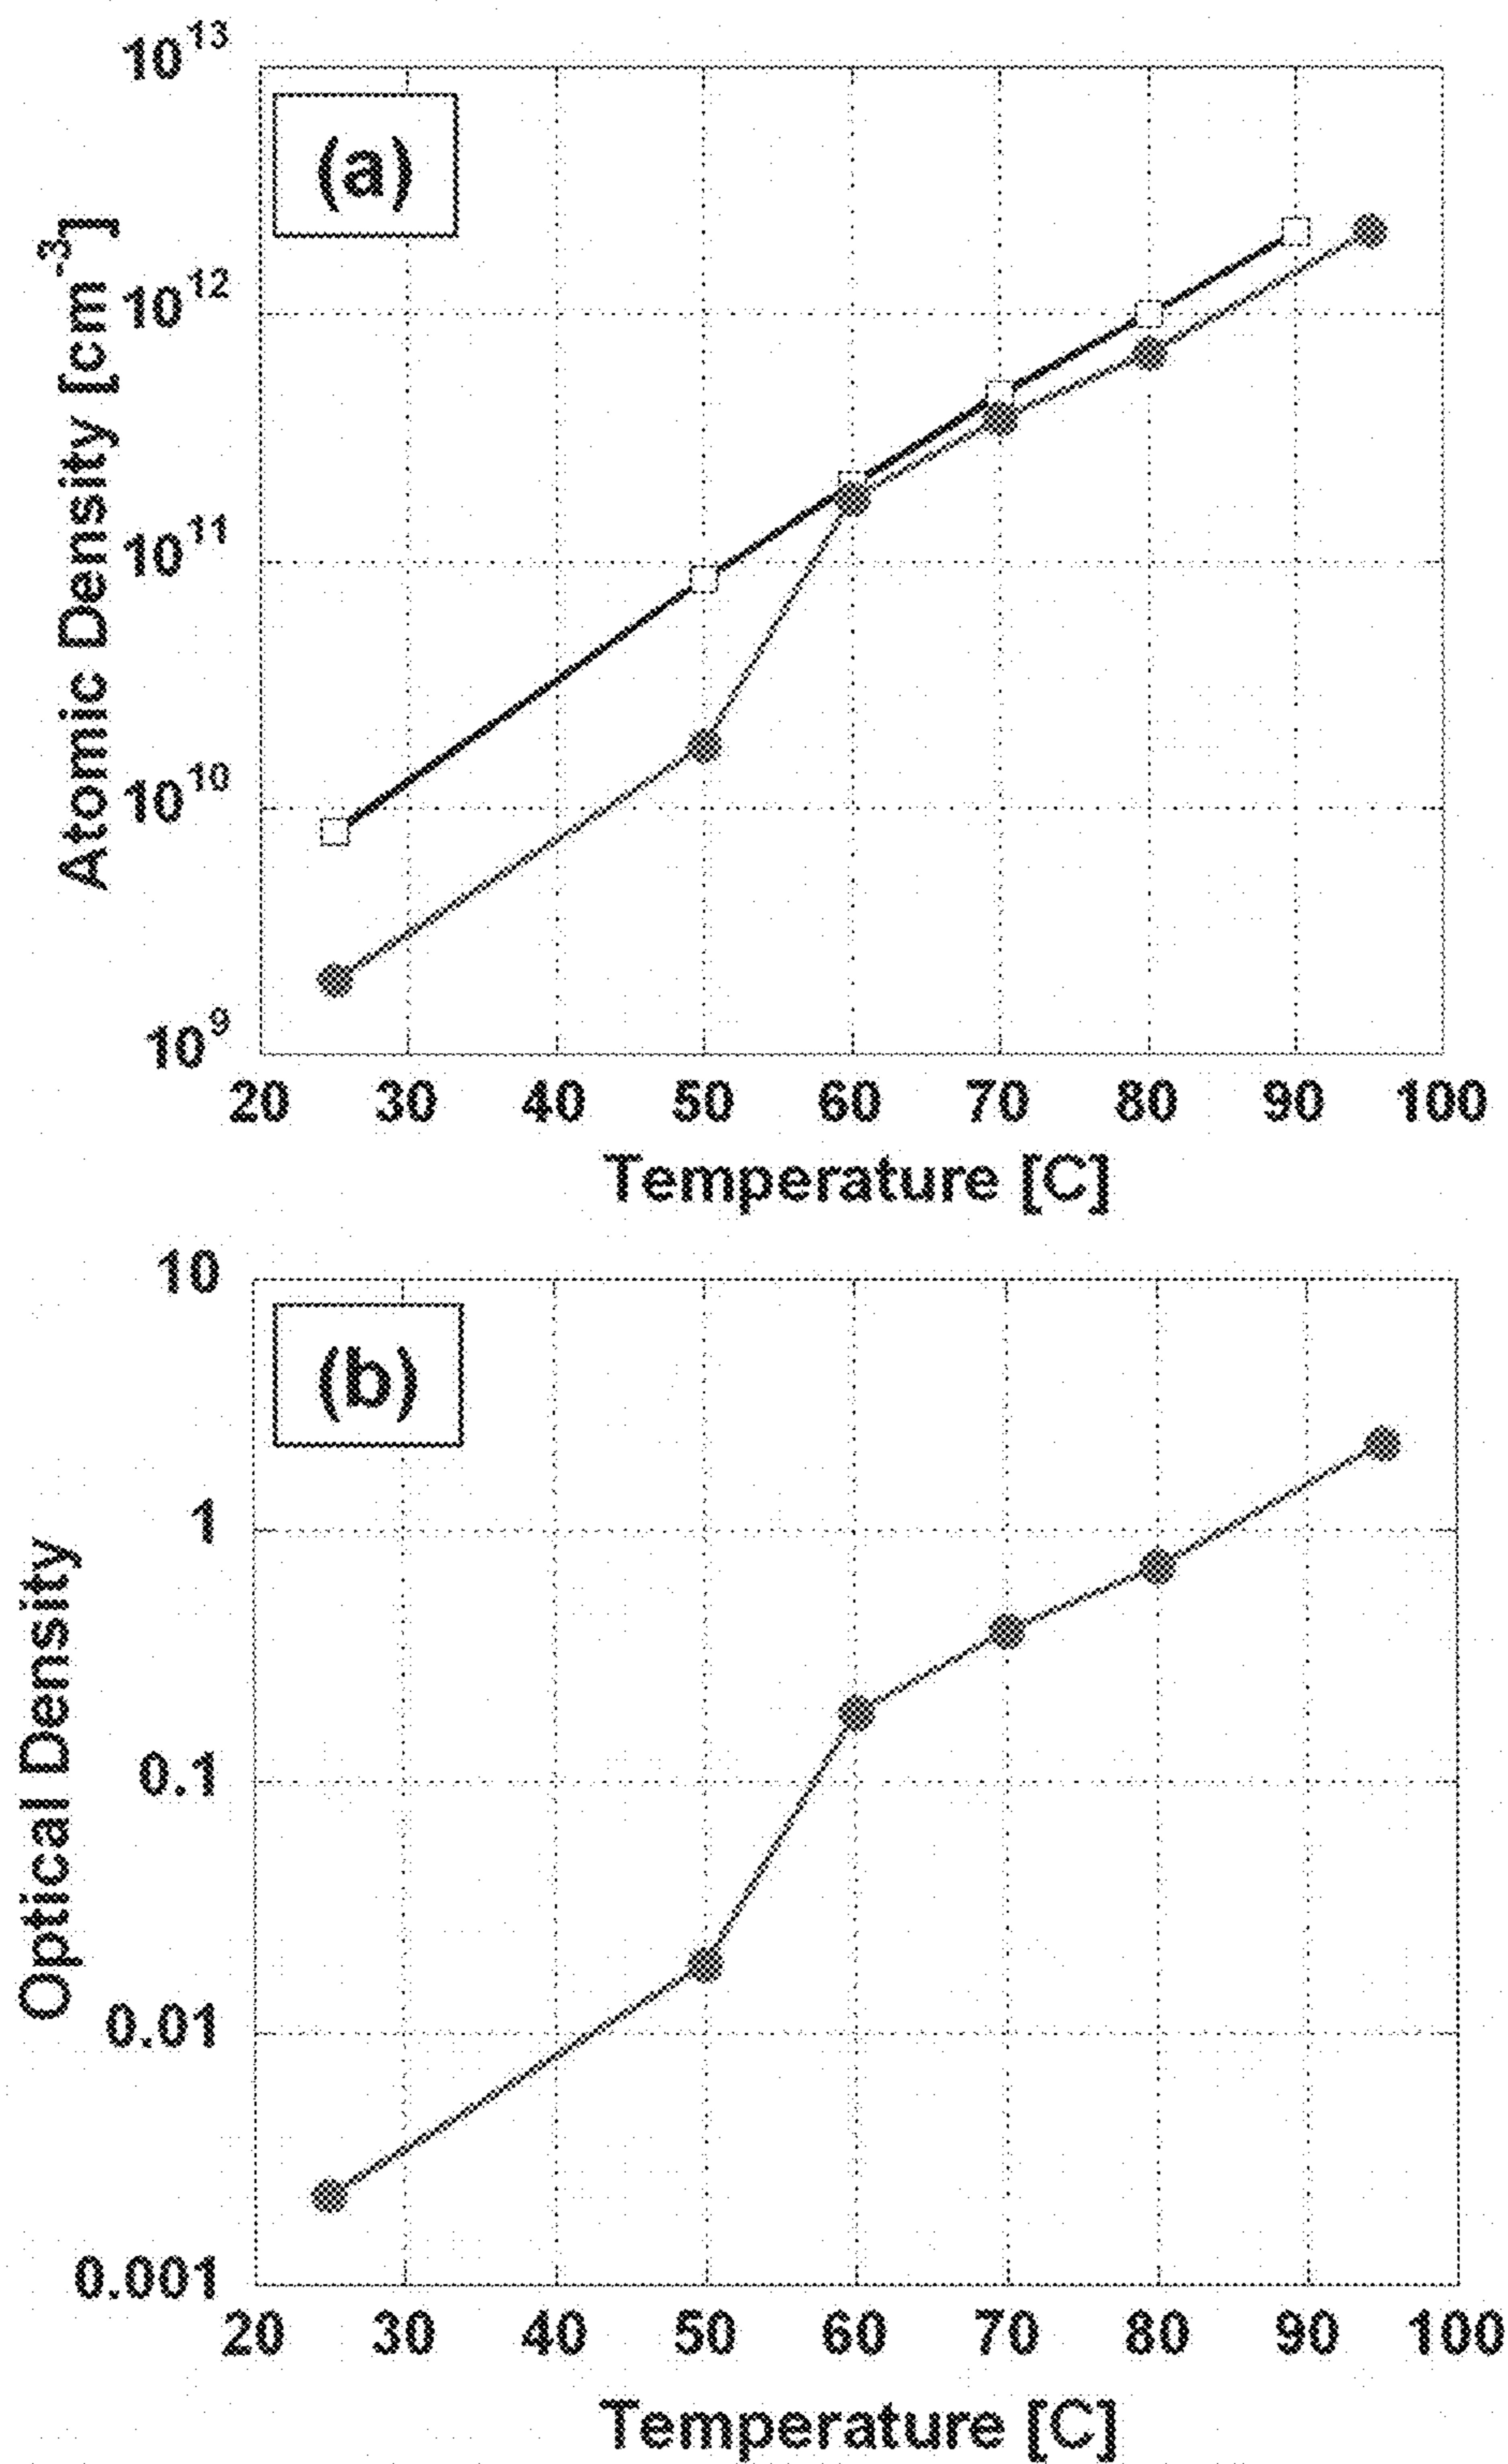 10^13
(a)
10^12
10^11
10^10
10^9
Atomic Density [cm^-3]
20 30 40 50 60 70 80 90 100
Temperature [C]
10
(b)
1
0.1
0.01
0.001
Optical Density
20 30 40 50 60 70 80 90 100
Temperature [C]